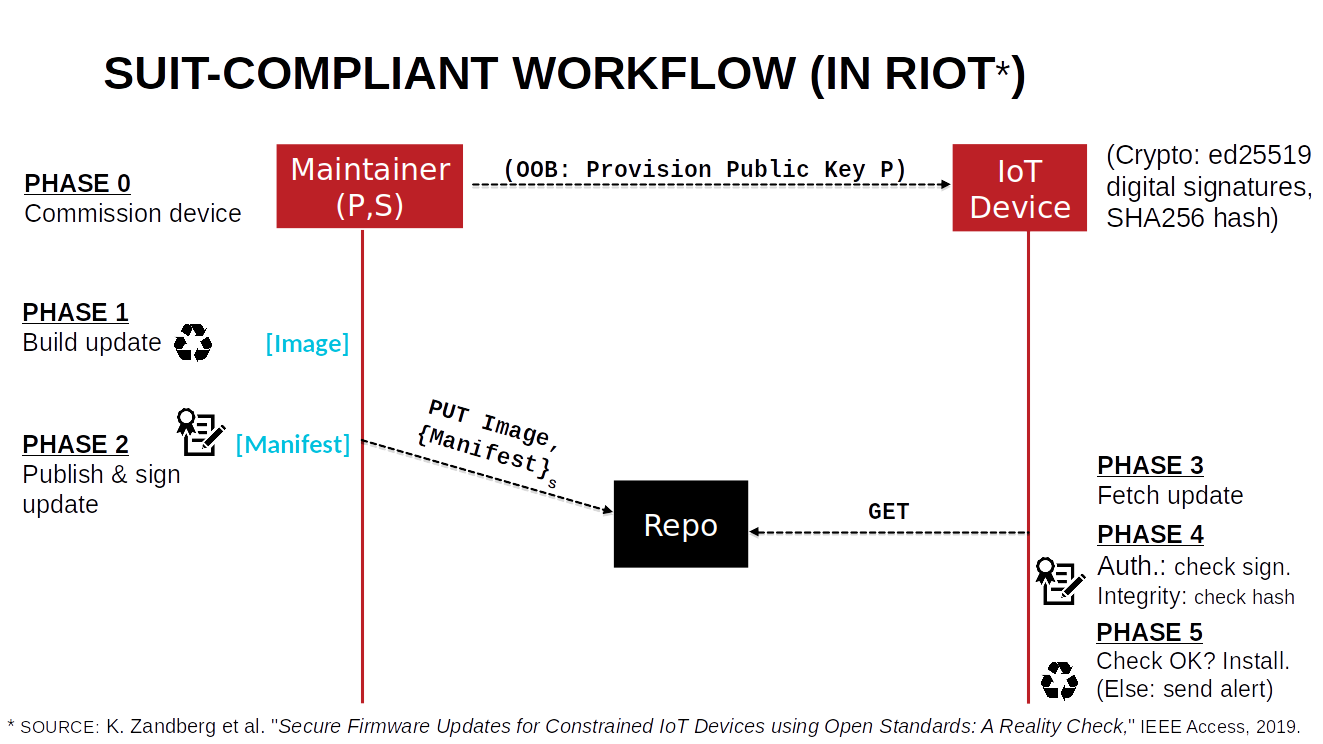 SUIT-COMPLIANT WORKFLOW (IN RIOT*)
PHASE 0
Commission device
Maintainer
(P,S)
(OOB: Provision Public Key P)
IoT
Device
(Crypto: ed25519
digital signatures,
SHA256 hash)
PHASE 1
Build update
[Image]
PHASE 2
Publish & sign
update
[Manifest]
PUT Image,
{Manifest}s
Repo
GET
PHASE 3
Fetch update
PHASE 4
Auth.: check sign.
Integrity: check hash
PHASE 5
Check OK? Install.
(Else: send alert)
* SOURCE: K. Zandberg et al. "Secure Firmware Updates for Constrained IoT Devices using Open Standards: A Reality Check," IEEE Access, 2019.